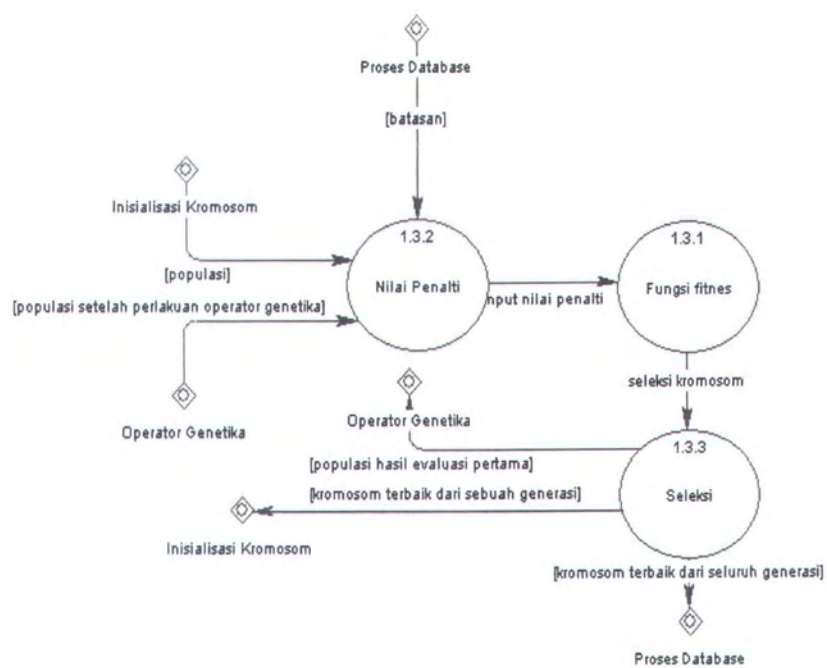 Proses Database
[batasan]
Inisialisasi Kromosom
[populasi]
[populasi setelah perlakuan operator genetika]
Operator Genetika
1.3.2
Nilai Penalti
nput nilai penalti
1.3.1
Fungsi fitnes
seleksi kromosom
Operator Genetika
[populasi hasil evaluasi pertama]
[kromosom terbaik dari sebuah generasi]
Inisialisasi Kromosom
1.3.3
Seleksi
[kromosom terbaik dari seluruh generasi]
Proses Database